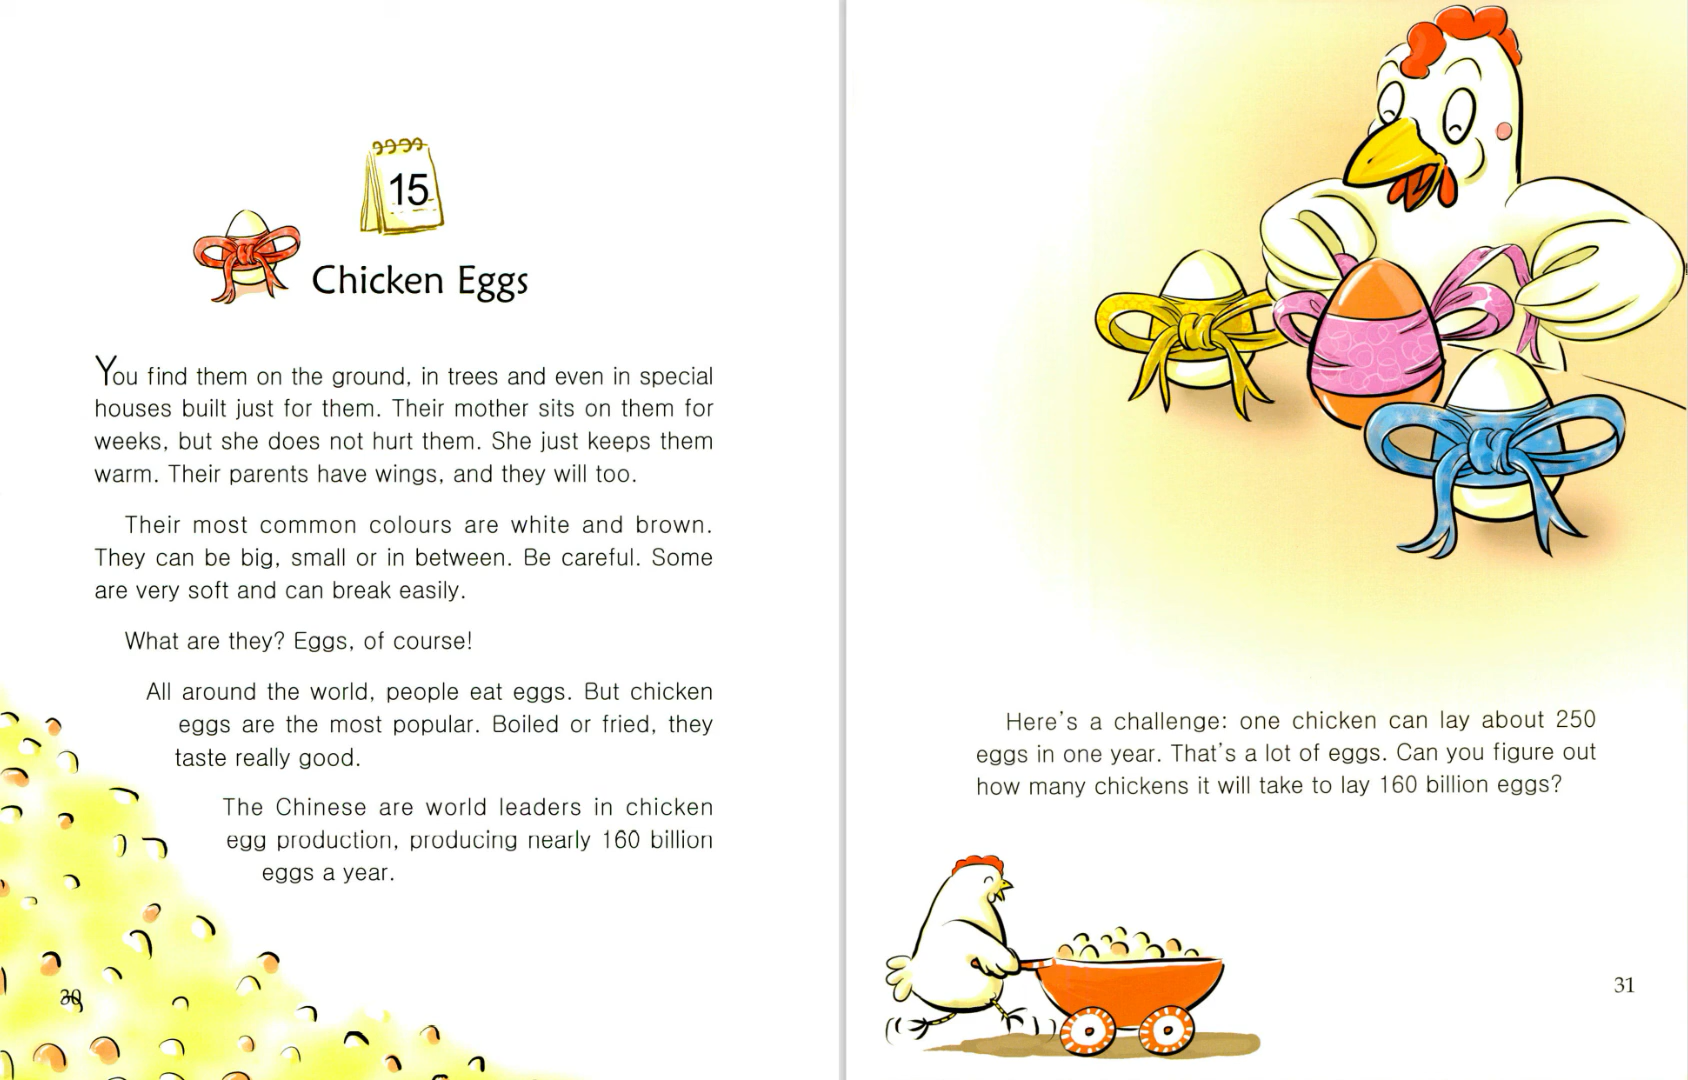 15
Chicken Eggs
You find them on the ground, in trees and even in special
houses built just for them. Their mother sits on them for
weeks, but she does not hurt them. She just keeps them
warm. Their parents have wings, and they will too.
Their most common colours are white and brown.
They can be big, small or in between. Be careful. Some
are very soft and can break easily.
What are they? Eggs, of course!
All around the world, people eat eggs. But chicken
eggs are the most popular. Boiled or fried, they
taste really good.
The Chinese are world leaders in chicken
egg production, producing nearly 160 billion
eggs a year.
30
Here's a challenge: one chicken can lay about 250
eggs in one year. That's a lot of eggs. Can you figure out
how many chickens it will take to lay 160 billion eggs?
31